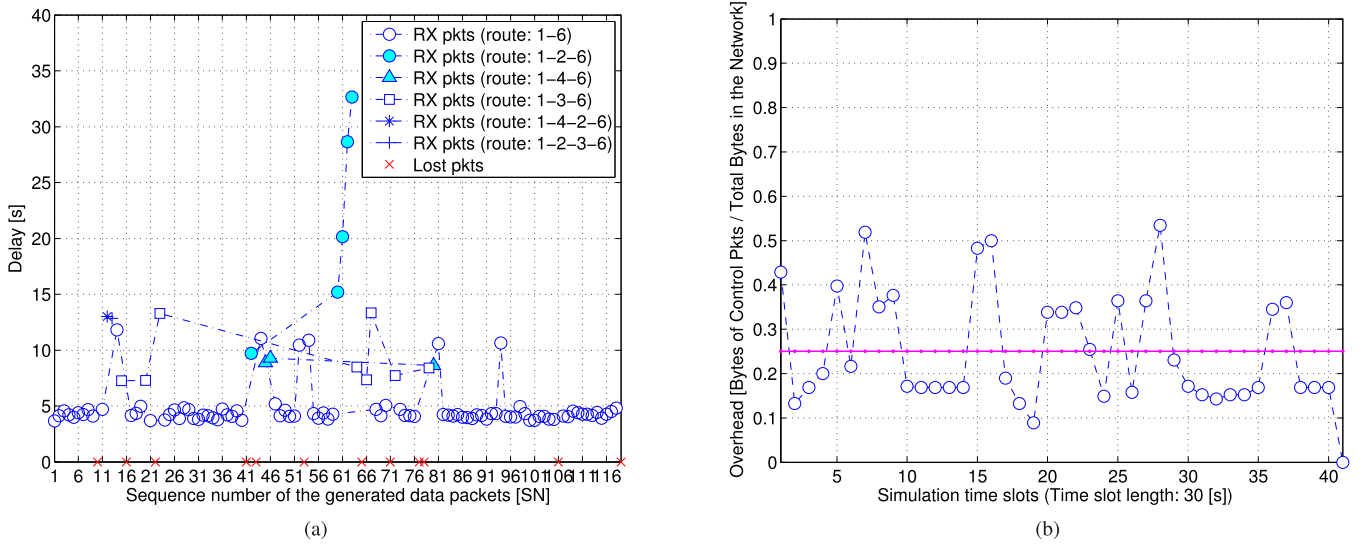 40
35
30
25
20
15
10
5
0
Delay [s]
RX pkts (route: 1−6)
RX pkts (route: 1−2−6)
RX pkts (route: 1−4−6)
RX pkts (route: 1−3−6)
RX pkts (route: 1−4−2−6)
RX pkts (route: 1−2−3−6)
Lost pkts
1 6 11 16 21 26 31 36 41 46 51 56 61 66 71 76 81 86 91 96 101 106 111 116
Sequence number of the generated data packets [SN]
(a)
Overhead [Bytes of Control Pkts / Total Bytes in the Network]
1
0.9
0.8
0.7
0.6
0.5
0.4
0.3
0.2
0.1
0
5 10 15 20 25 30 35 40
Simulation time slots (Time slot length: 30 [s])
(b)